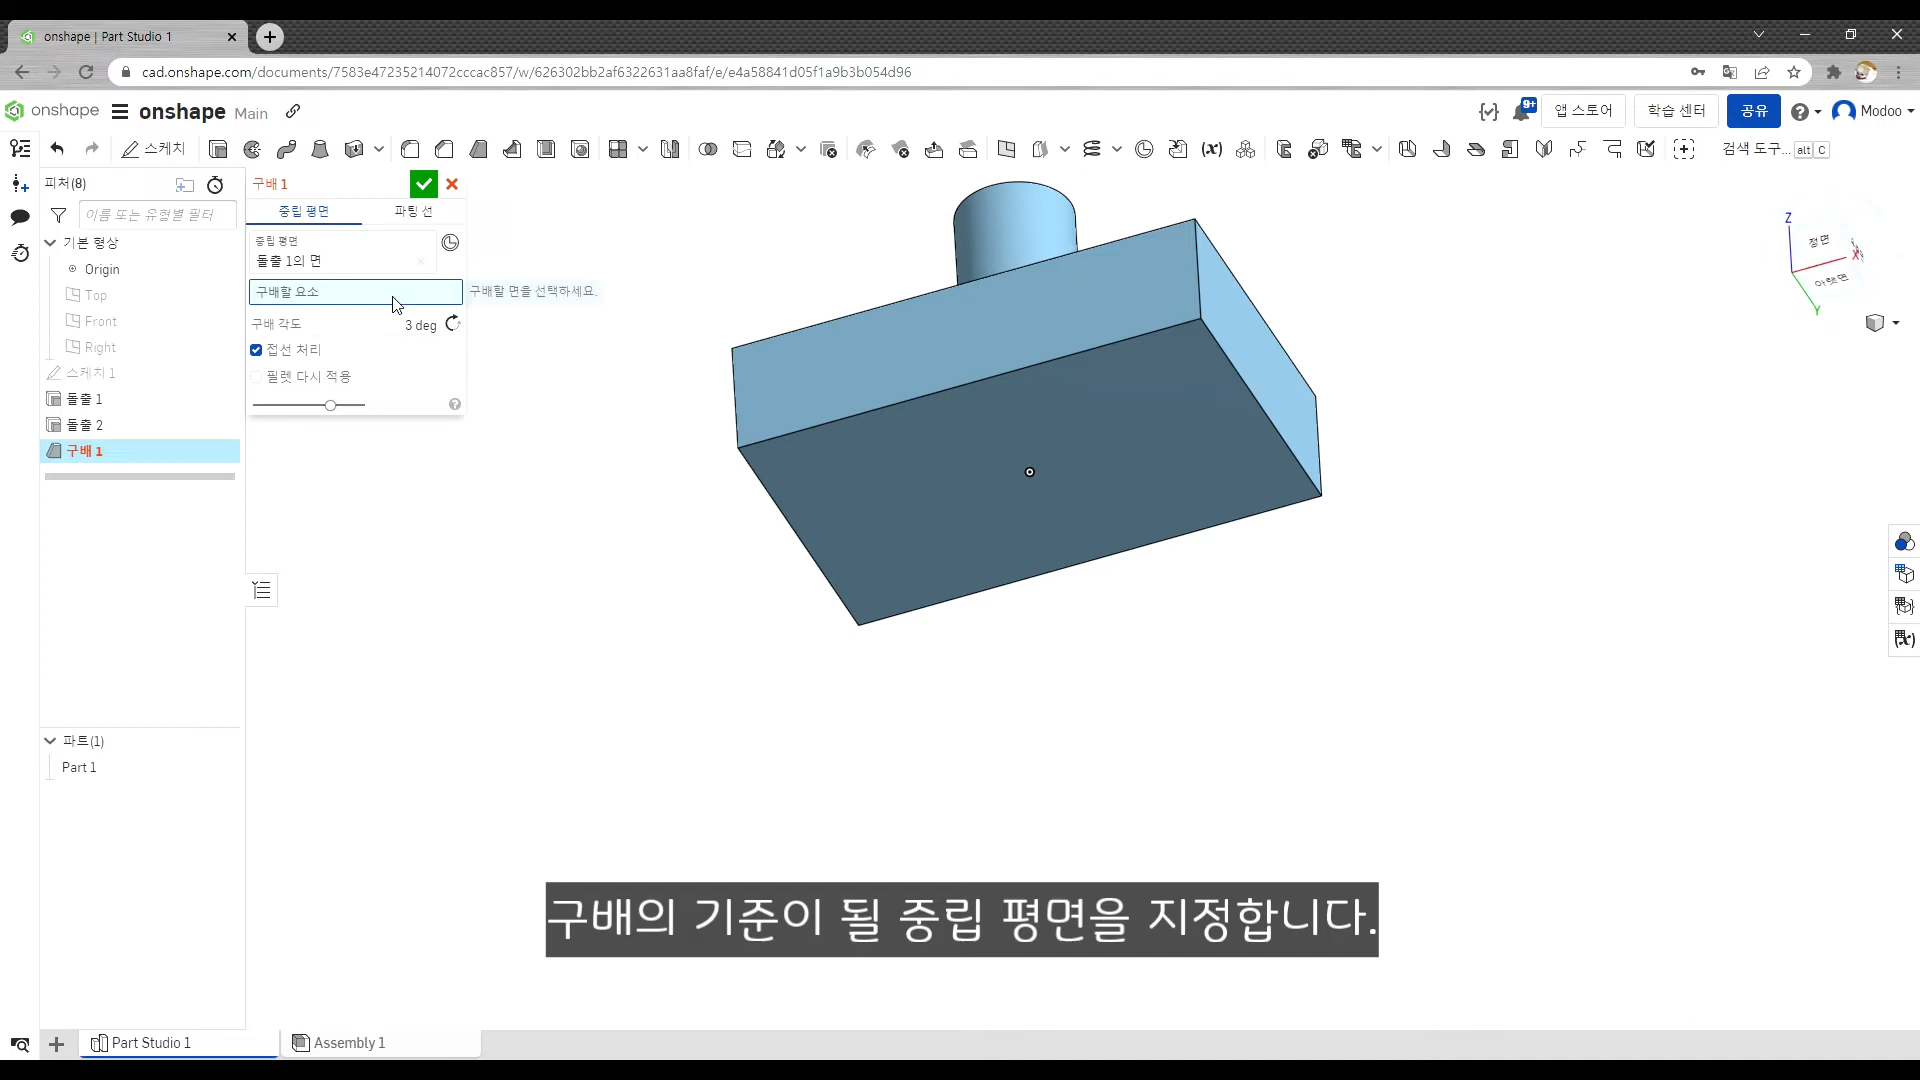 onshape | Part Studio 1
cad.onshape.com/documents/7583e47235214072cccac857/w/626302bb2af6322631aa8faf/e/e4a58841d05f1a9b3b054d96
onshape onshape Main
9+
앱 스토어
학습 센터
공유
Modoo
스케치
검색 도구... alt C
피처(8)
이름 또는 유형별 필터
기본 형상
Origin
Top
Front
Right
스케치 1
돌출 1
돌출 2
구배 1
구배 1
중립 평면
파팅 선
중립 평면
돌출 1의 면
구배할 요소
구배할 면을 선택하세요.
구배 각도
3 deg
접선 처리
필렛 다시 적용
Z
정면
X
아랫면
Y
파트(1)
Part 1
구배의 기준이 될 중립 평면을 지정합니다.
Part Studio 1
Assembly 1